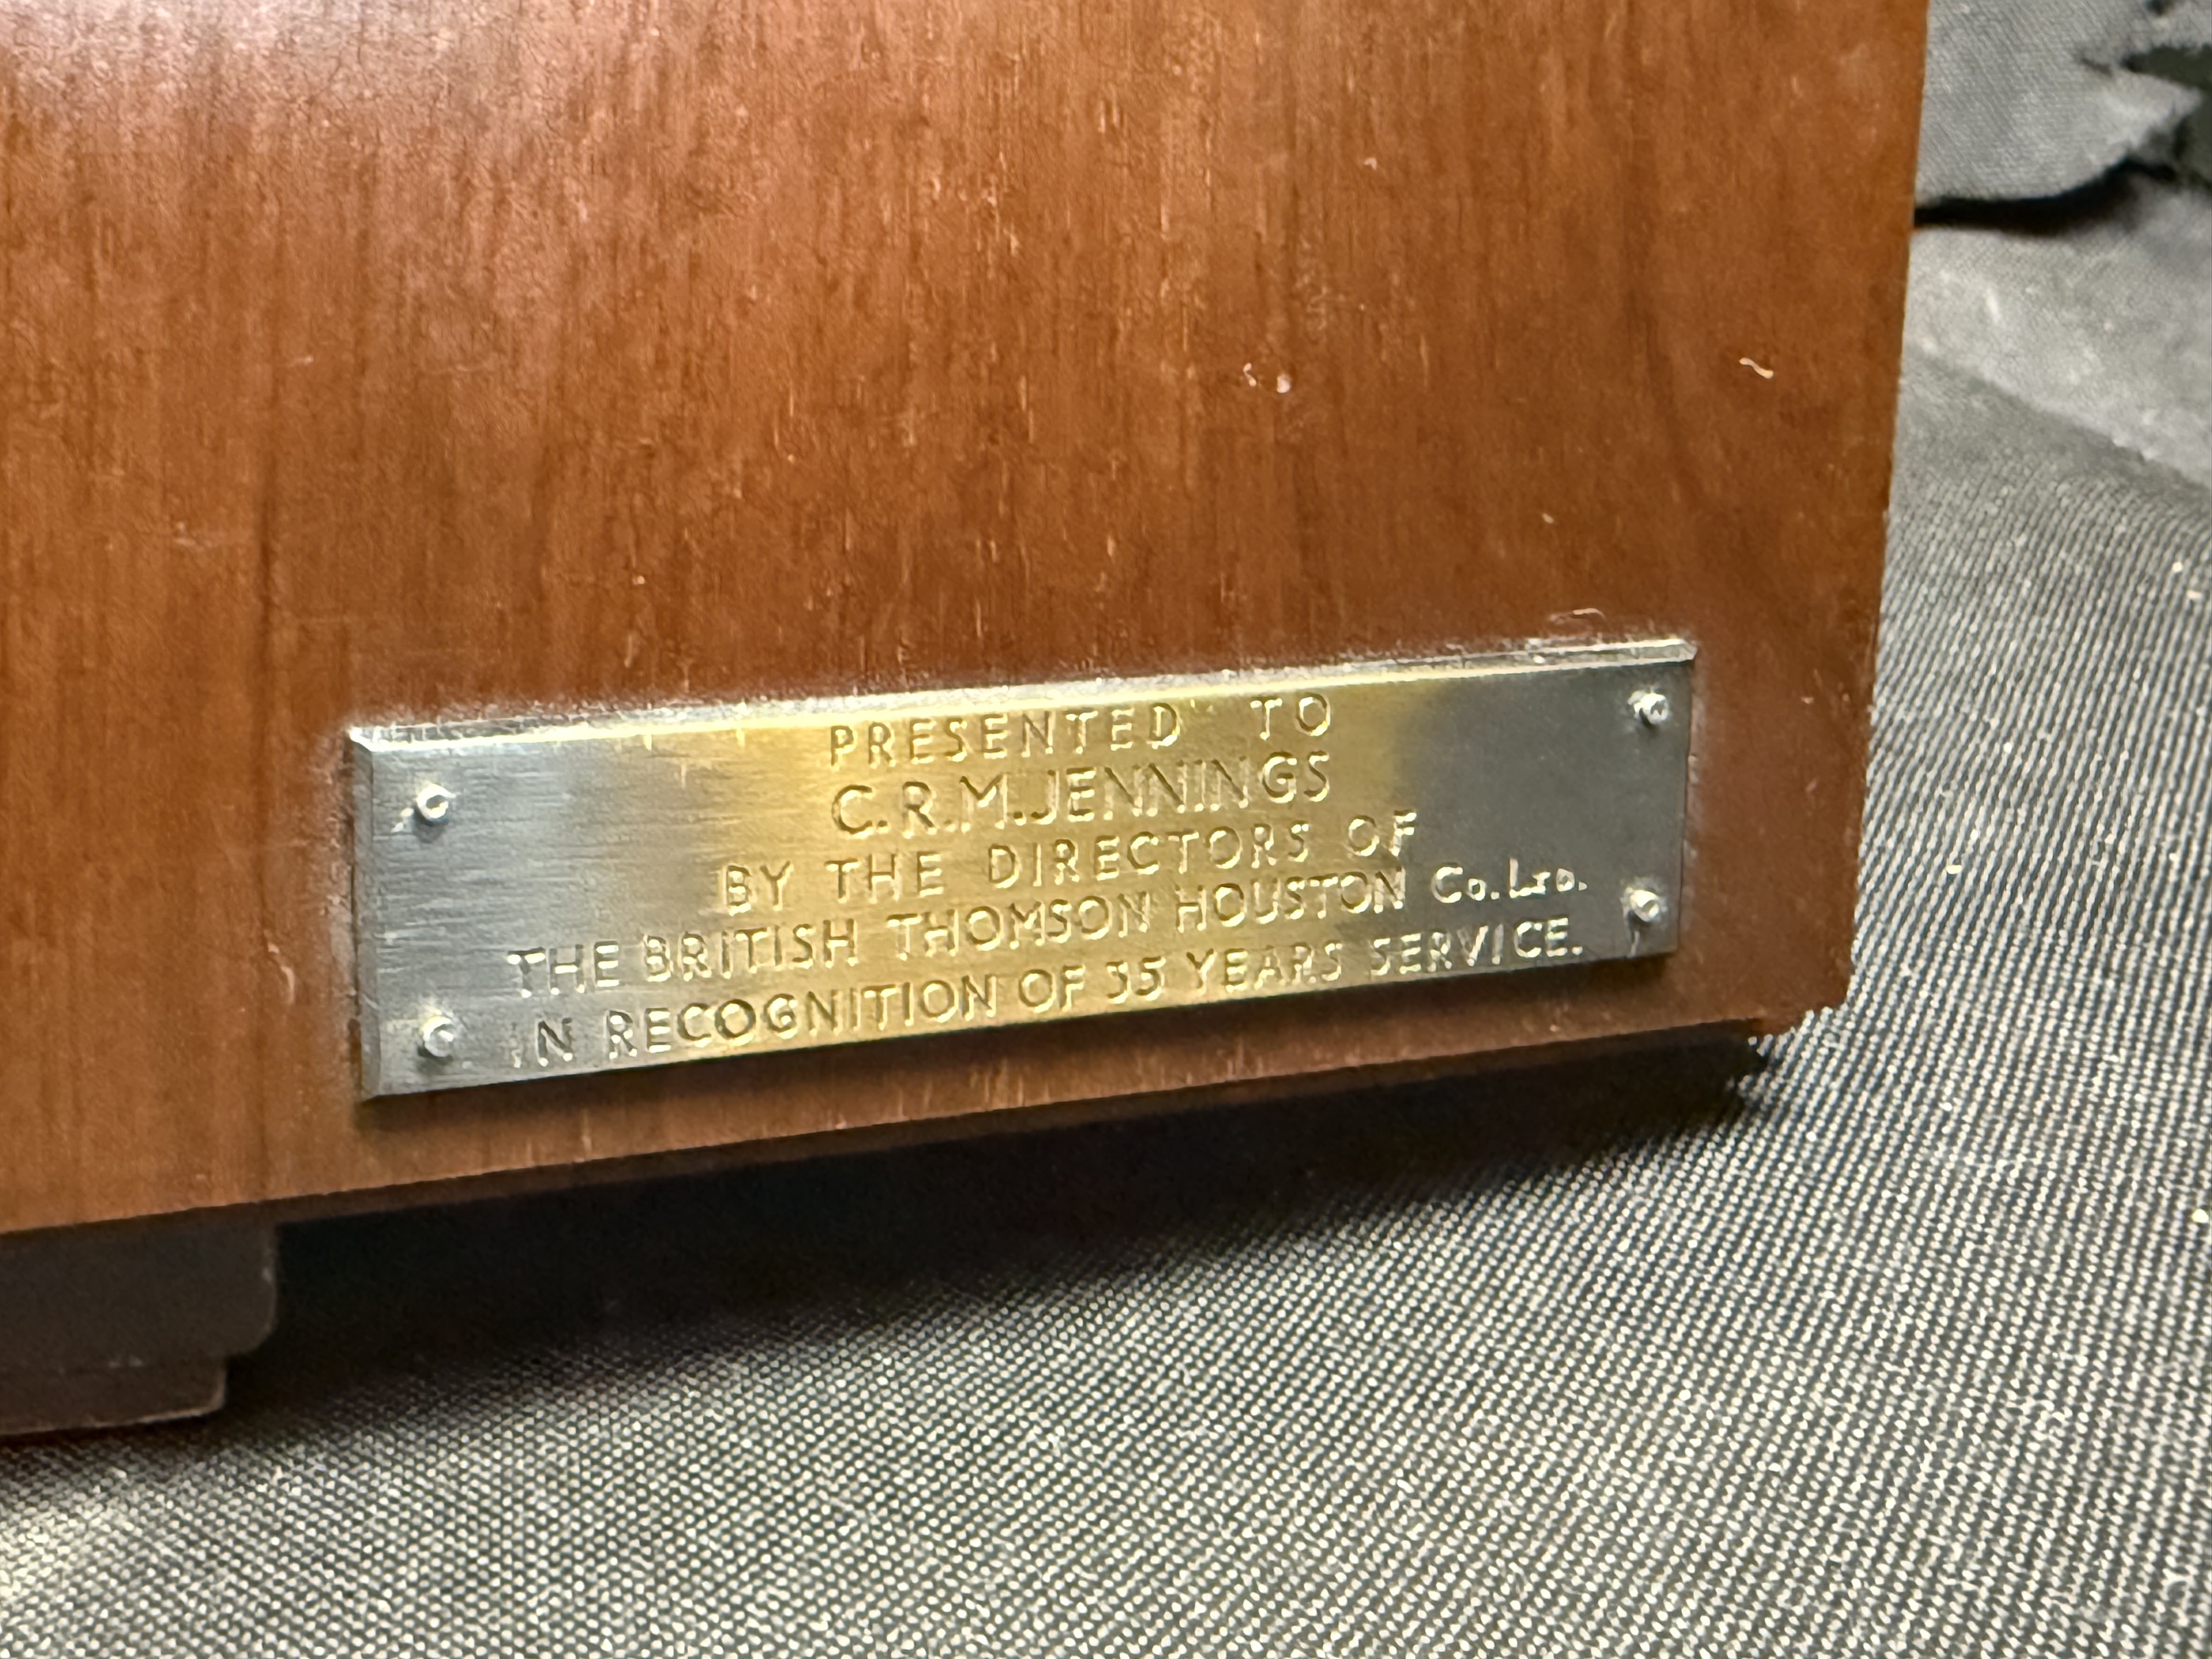 PRESENTED TO
C.R.M.JENNINGS
BY THE DIRECTORS OF
THE BRITISH THOMSON HOUSTON Co. LTD.
IN RECOGNITION OF 35 YEARS SERVICE.